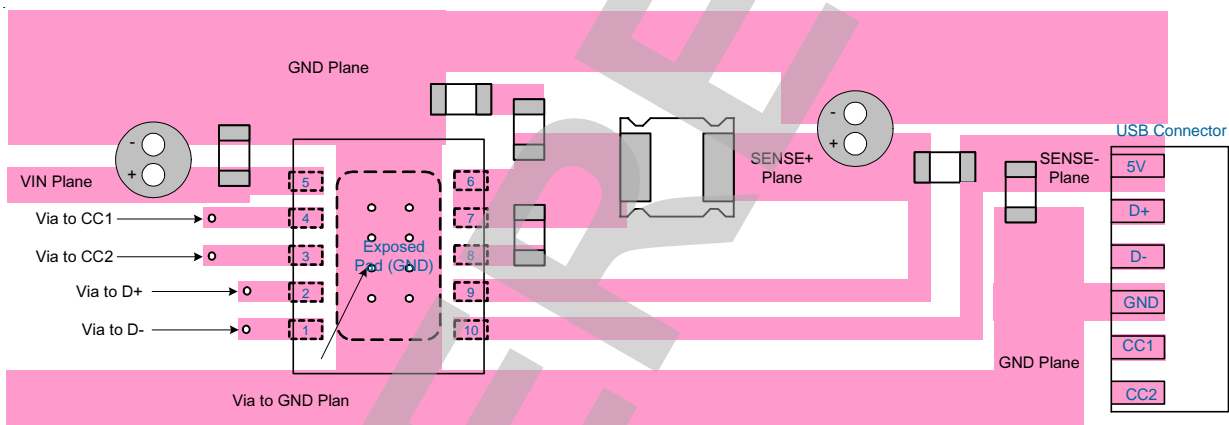 GND Plane
USB Connector
-
+
-
+
VIN Plane
SENSE+
Plane
SENSE-
Plane
5V
5
6
Via to CC1
4
7
D+
Via to CC2
3
Exposed
Pad (GND)
8
D-
Via to D+
2
9
GND
Via to D-
1
10
CC1
GND Plane
Via to GND Plan
CC2